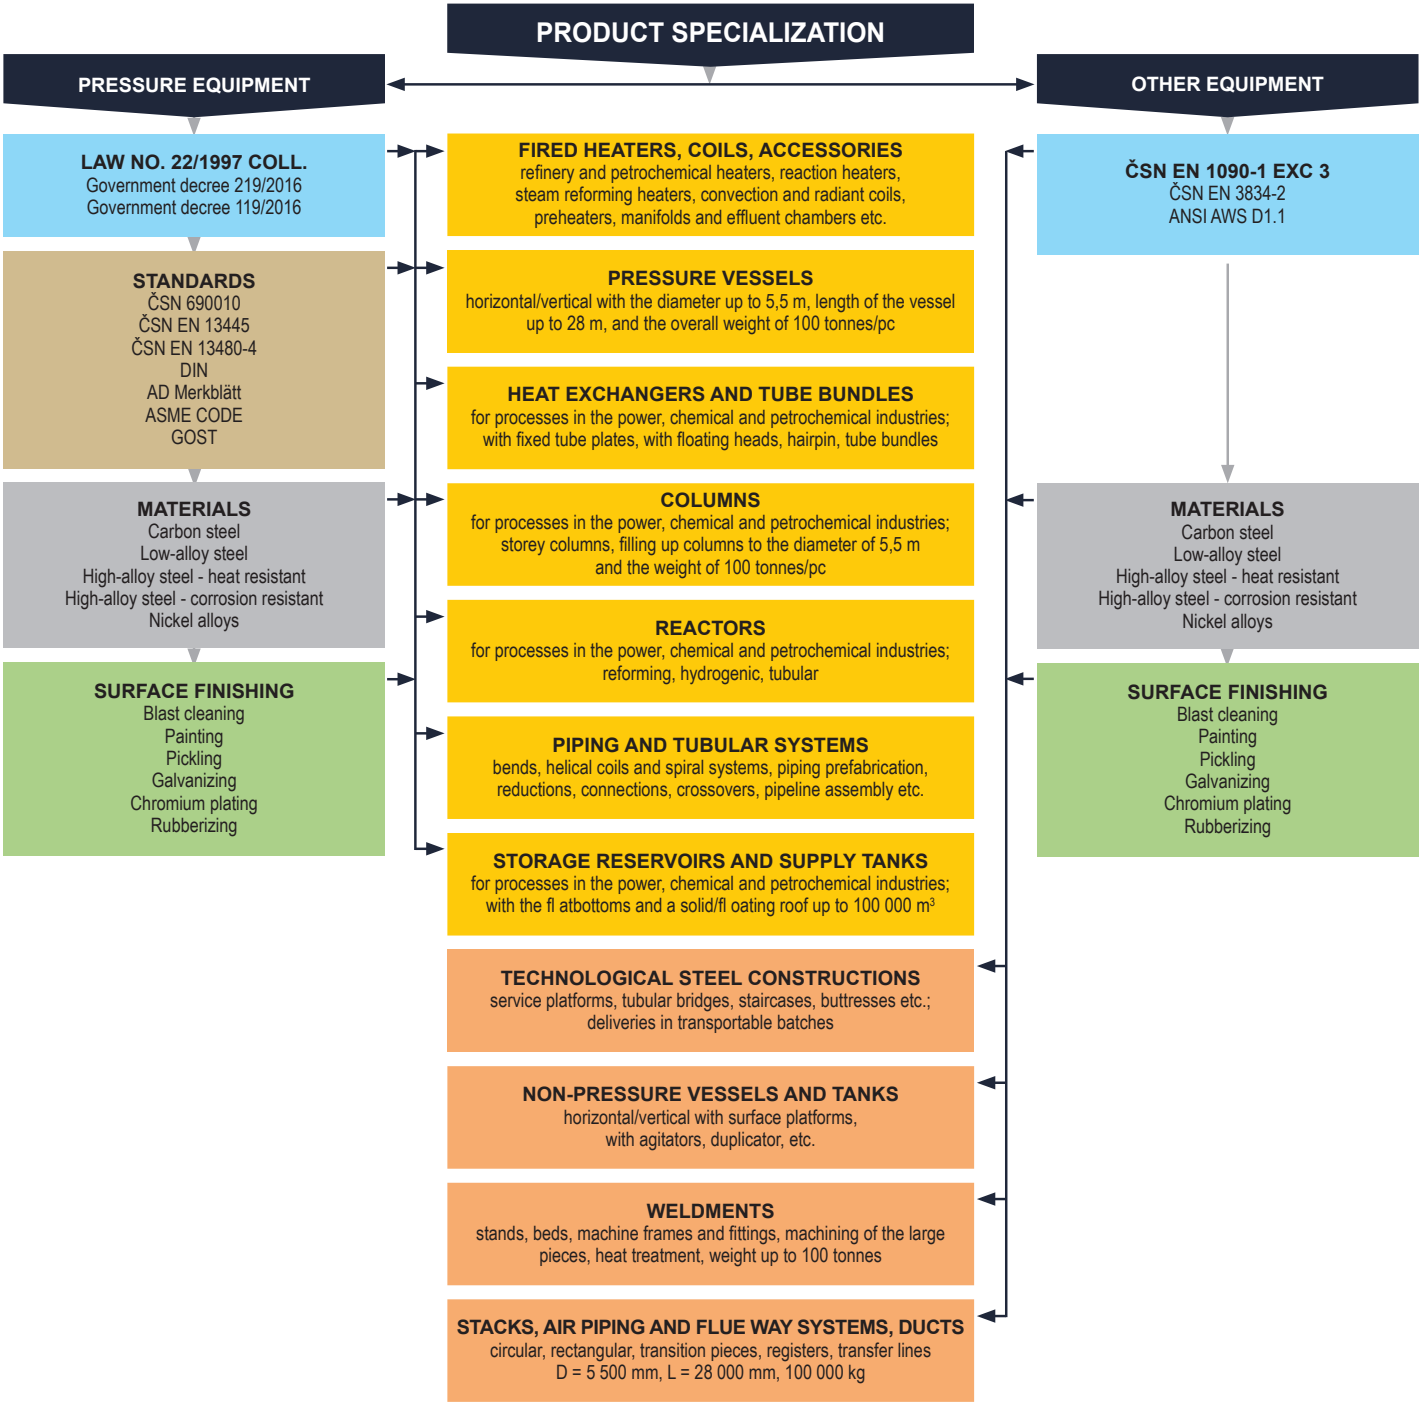 PRODUCT SPECIALIZATION
PRESSURE EQUIPMENT
LAW NO. 22/1997 COLL.
Government decree 219/2016
Government decree 119/2016
STANDARDS
ČSN 690010
ČSN EN 13445
ČSN EN 13480-4
DIN
AD Merkblätt
ASME CODE
GOST
MATERIALS
Carbon steel
Low-alloy steel
High-alloy steel - heat resistant
High-alloy steel - corrosion resistant
Nickel alloys
SURFACE FINISHING
Blast cleaning
Painting
Pickling
Galvanizing
Chromium plating
Rubberizing
FIRED HEATERS, COILS, ACCESSORIES
refinery and petrochemical heaters, reaction heaters,
steam reforming heaters, convection and radiant coils,
preheaters, manifolds and effluent chambers etc.
PRESSURE VESSELS
horizontal/vertical with the diameter up to 5,5 m, length of the vessel
up to 28 m, and the overall weight of 100 tonnes/pc
HEAT EXCHANGERS AND TUBE BUNDLES
for processes in the power, chemical and petrochemical industries;
with fixed tube plates, with floating heads, hairpin, tube bundles
COLUMNS
for processes in the power, chemical and petrochemical industries;
storey columns, filling up columns to the diameter of 5,5 m
and the weight of 100 tonnes/pc
REACTORS
for processes in the power, chemical and petrochemical industries;
reforming, hydrogenic, tubular
PIPING AND TUBULAR SYSTEMS
bends, helical coils and spiral systems, piping prefabrication,
reductions, connections, crossovers, pipeline assembly etc.
STORAGE RESERVOIRS AND SUPPLY TANKS
for processes in the power, chemical and petrochemical industries;
with the fl atbottoms and a solid/fl oating roof up to 100 000 m³
TECHNOLOGICAL STEEL CONSTRUCTIONS
service platforms, tubular bridges, staircases, buttresses etc.;
deliveries in transportable batches
NON-PRESSURE VESSELS AND TANKS
horizontal/vertical with surface platforms,
with agitators, duplicator, etc.
WELDMENTS
stands, beds, machine frames and fittings, machining of the large
pieces, heat treatment, weight up to 100 tonnes
STACKS, AIR PIPING AND FLUE WAY SYSTEMS, DUCTS
circular, rectangular, transition pieces, registers, transfer lines
D = 5 500 mm, L = 28 000 mm, 100 000 kg
OTHER EQUIPMENT
ČSN EN 1090-1 EXC 3
ČSN EN 3834-2
ANSI AWS D1.1
MATERIALS
Carbon steel
Low-alloy steel
High-alloy steel - heat resistant
High-alloy steel - corrosion resistant
Nickel alloys
SURFACE FINISHING
Blast cleaning
Painting
Pickling
Galvanizing
Chromium plating
Rubberizing